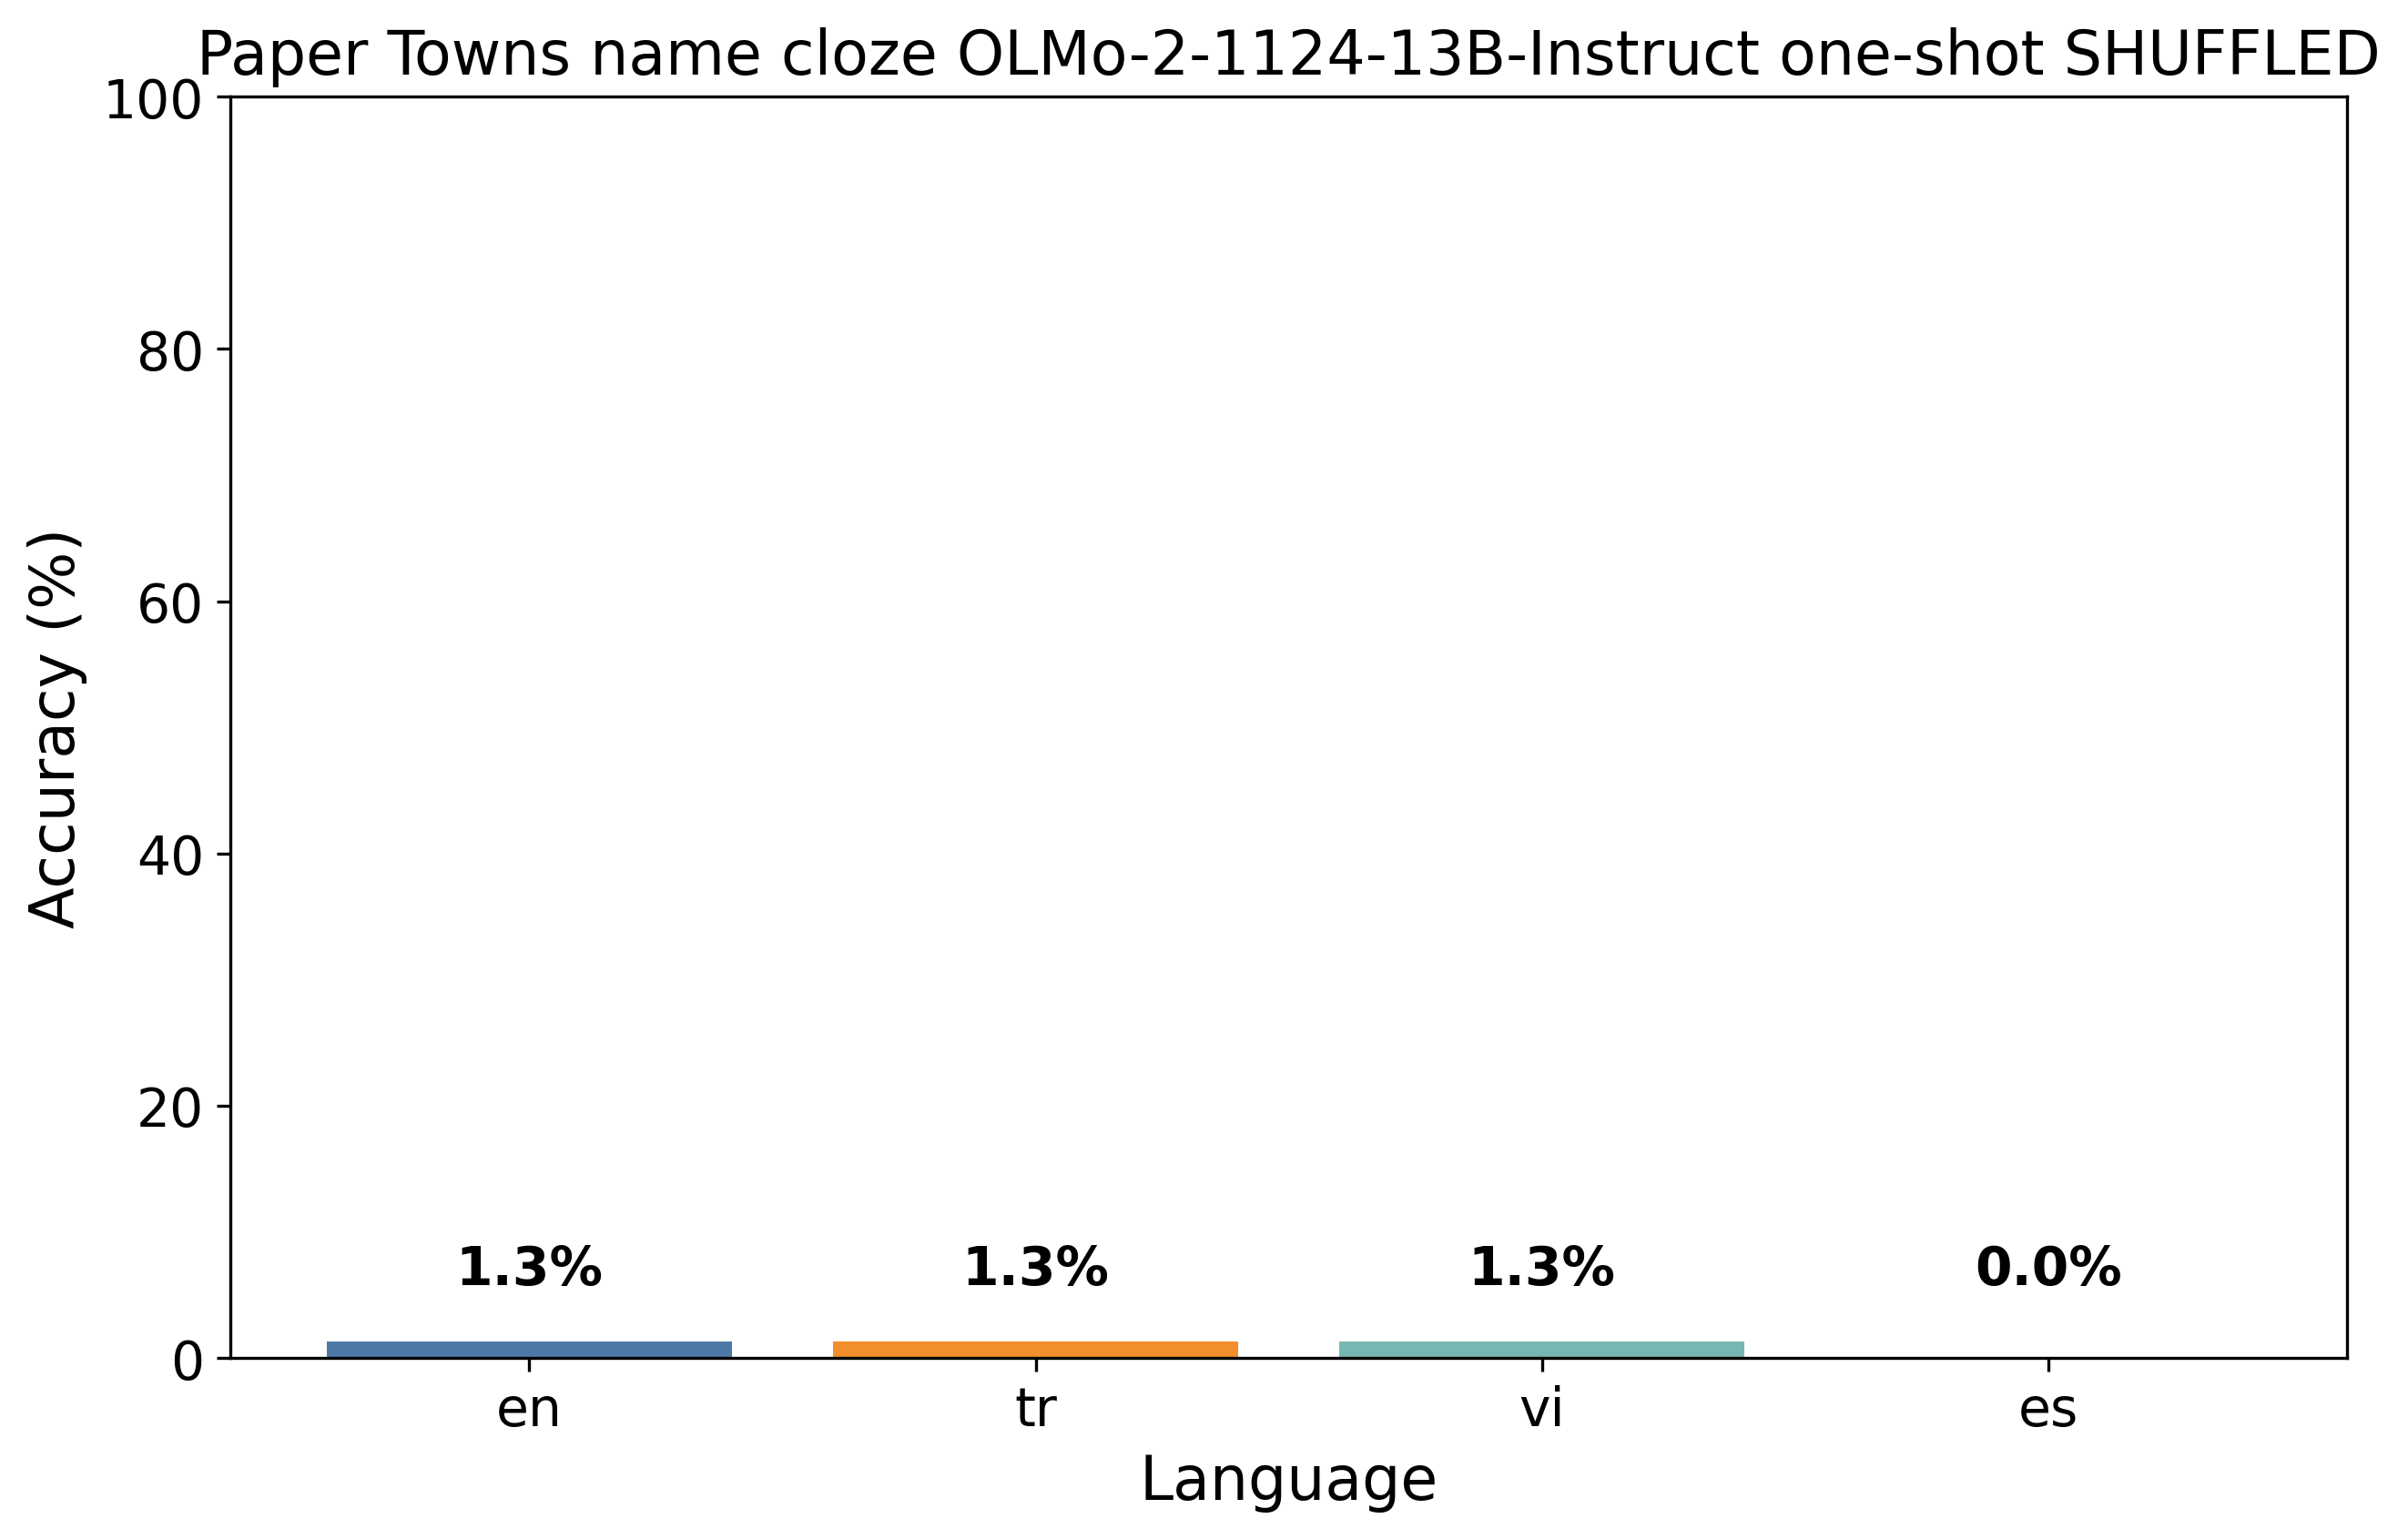 Paper Towns name cloze OLMo-2-1124-13B-Instruct one-shot SHUFFLED
100
80
60
40
20
0
Accuracy (%)
1.3%
1.3%
1.3%
0.0%
en
tr
vi
es
Language